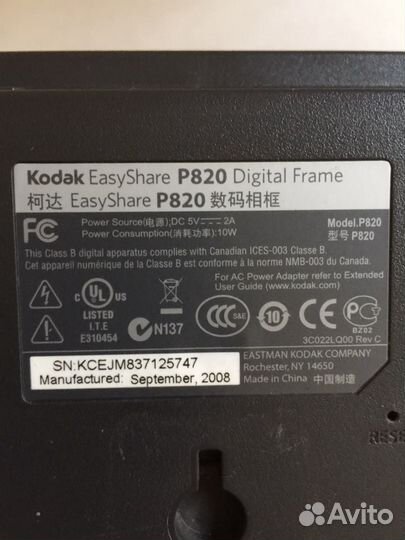 Kodak EasyShare P820 Digital Frame
柯达 EasyShare P820 数码相框
FC Power Source(电源):DC 5V⎓2A
Power Consumption(消耗功率):10W
Model.P820
型号 P820
This Class B digital apparatus complies with Canadian ICES-003 Classe B.
Cet appareil numérique de la Classe B est conforme à la norme NMB-003 du Canada.
For AC Power Adapter refer to Extended
User Guide (www.kodak.com)
C UL US
LISTED
I.T.E
E310454
N137
CCC S&E
10
CE
BZ02
3C022LQ00 Rev C
SN:KCEJM837125747
Manufactured: September, 2008
EASTMAN KODAK COMPANY
Rochester, NY 14650
Made in China 中国制造
RESE
Avito